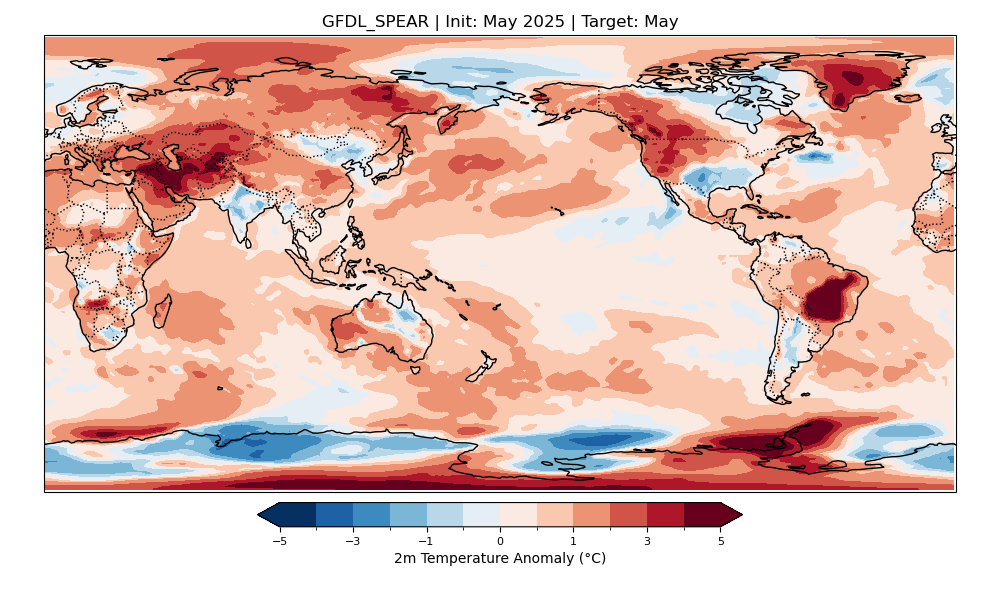 GFDL_SPEAR | Init: May 2025 | Target: May
−5 −3 −1 0 1 3 5
2m Temperature Anomaly (°C)